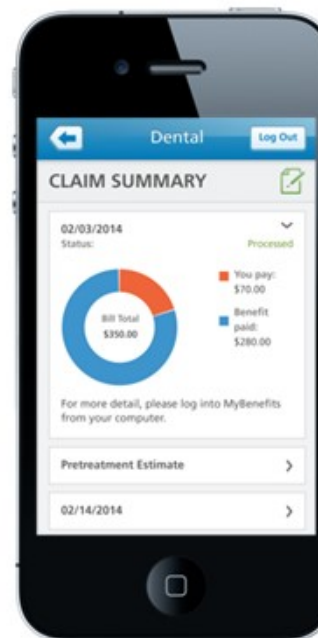 Dental
Log Out
CLAIM SUMMARY
02/03/2014
Status:
Processed
Bill Total
$350.00
You pay:
$70.00
Benefit
paid:
$280.00
For more detail, please log into MyBenefits
from your computer.
Pretreatment Estimate
02/14/2014